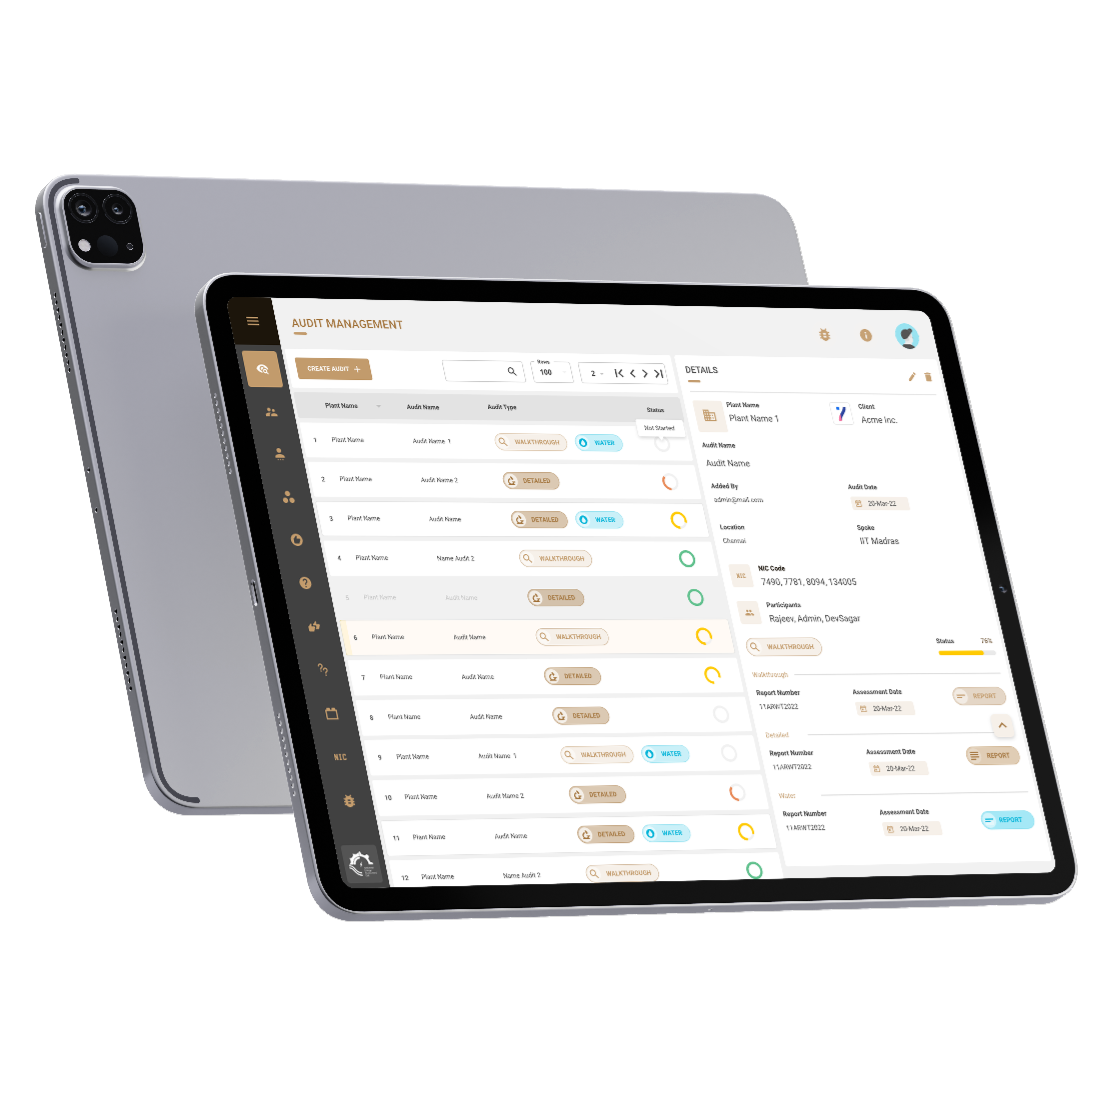 AUDIT MANAGEMENT
CREATE AUDIT +
Rows
100
2
Plant Name Audit Name Audit Type Status
Not Started
1 Plant Name Audit Name 1 WALKTHROUGH WATER
2 Plant Name Audit Name 2 DETAILED
3 Plant Name Audit Name DETAILED WATER
4 Plant Name Name Audit 2 WALKTHROUGH
5 Plant Name Audit Name DETAILED
6 Plant Name Audit Name WALKTHROUGH
7 Plant Name Audit Name DETAILED
8 Plant Name Audit Name DETAILED
9 Plant Name Audit Name 1 WALKTHROUGH WATER
10 Plant Name Audit Name 2 DETAILED
11 Plant Name Audit Name DETAILED WATER
12 Plant Name Name Audit 2 WALKTHROUGH
NIC
DETAILS
Plant Name
Plant Name 1
Client
Acme Inc.
Audit Name
Audit Name
Added By
admin@mail.com
Audit Date
20-Mar-22
Location
Chennai
Spoke
IIT Madras
NIC
NIC Code
7490, 7781, 8094, 134005
Participants
Rajeev, Admin, DevSagar
WALKTHROUGH
Status 76%
Walkthrough
Report Number
11ARWT2022
Assessment Date
20-Mar-22
REPORT
Detailed
Report Number
11ARWT2022
Assessment Date
20-Mar-22
REPORT
Water
Report Number
11ARWT2022
Assessment Date
20-Mar-22
REPORT